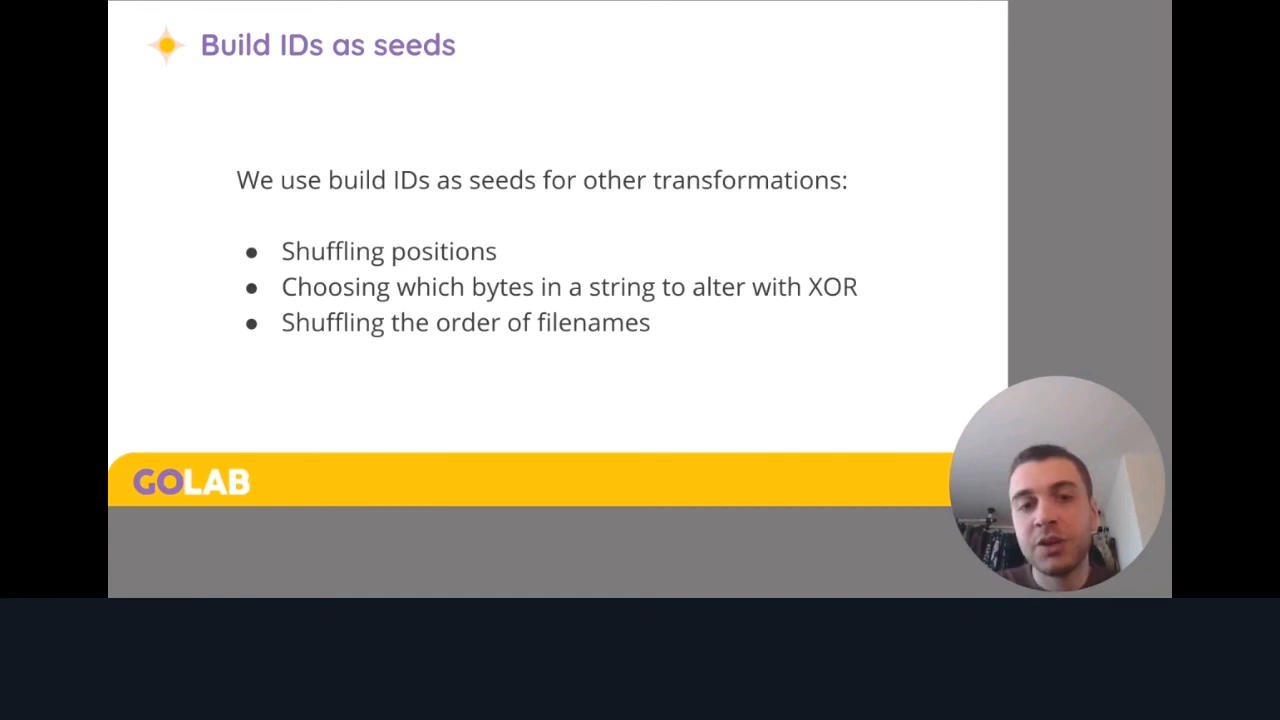 Build IDs as seeds
We use build IDs as seeds for other transformations:
● Shuffling positions
● Choosing which bytes in a string to alter with XOR
● Shuffling the order of filenames
GOLAB